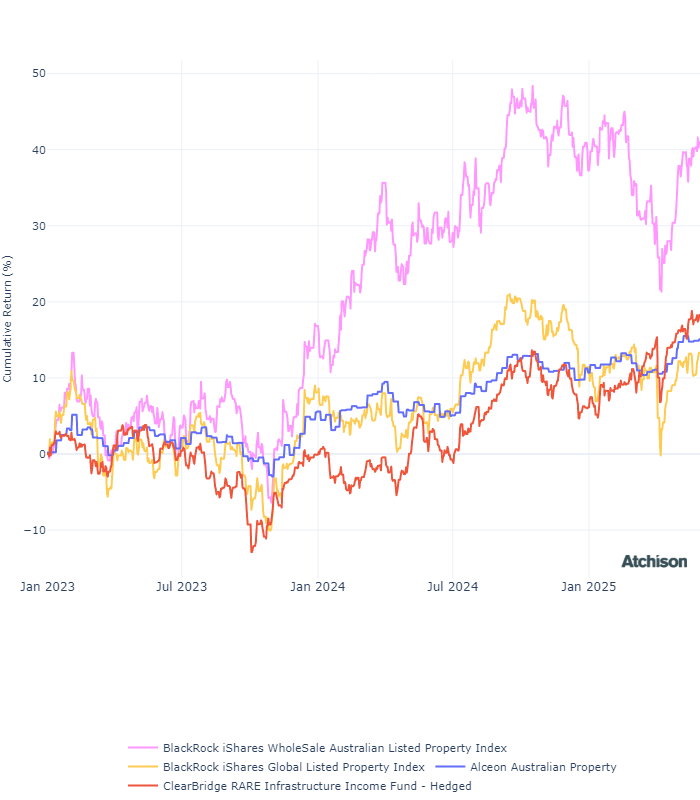 50
40
30
20
10
0
−10
Cumulative Return (%)
Jan 2023 Jul 2023 Jan 2024 Jul 2024 Jan 2025
Atchison
BlackRock iShares WholeSale Australian Listed Property Index
BlackRock iShares Global Listed Property Index Alceon Australian Property
ClearBridge RARE Infrastructure Income Fund - Hedged